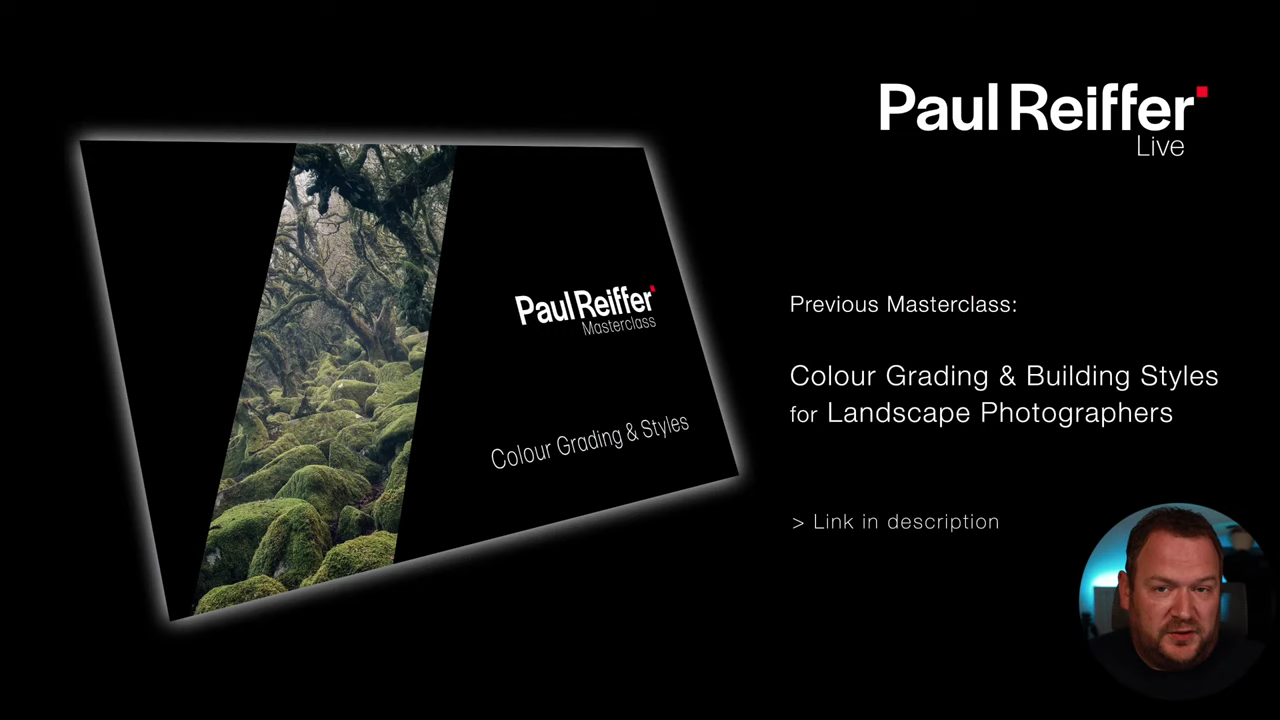 Paul Reiffer
Live
Paul Reiffer
Masterclass
Colour Grading & Styles
Previous Masterclass:
Colour Grading & Building Styles
for Landscape Photographers
> Link in description